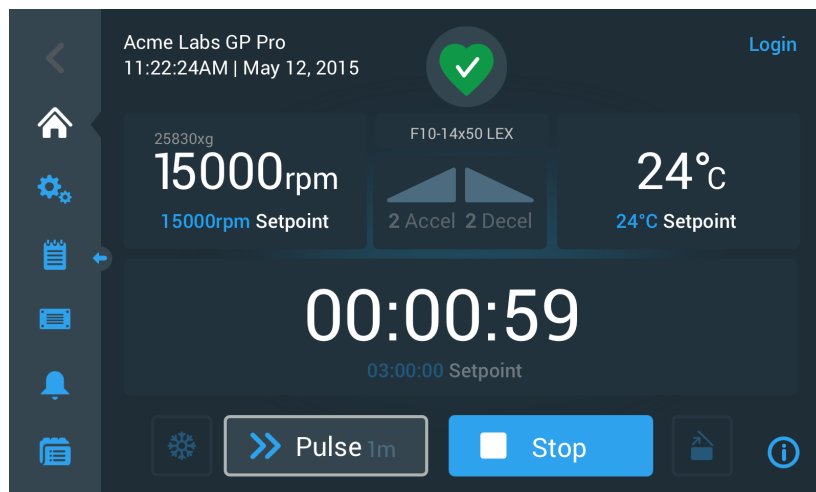 Acme Labs GP Pro
Login
11:22:24AM | May 12, 2015
25830xg
15000rpm
15000rpm Setpoint
F10-14x50 LEX
2 Accel 2 Decel
24°C
24°C Setpoint
00:00:59
03:00:00 Setpoint
Pulse 1m
Stop